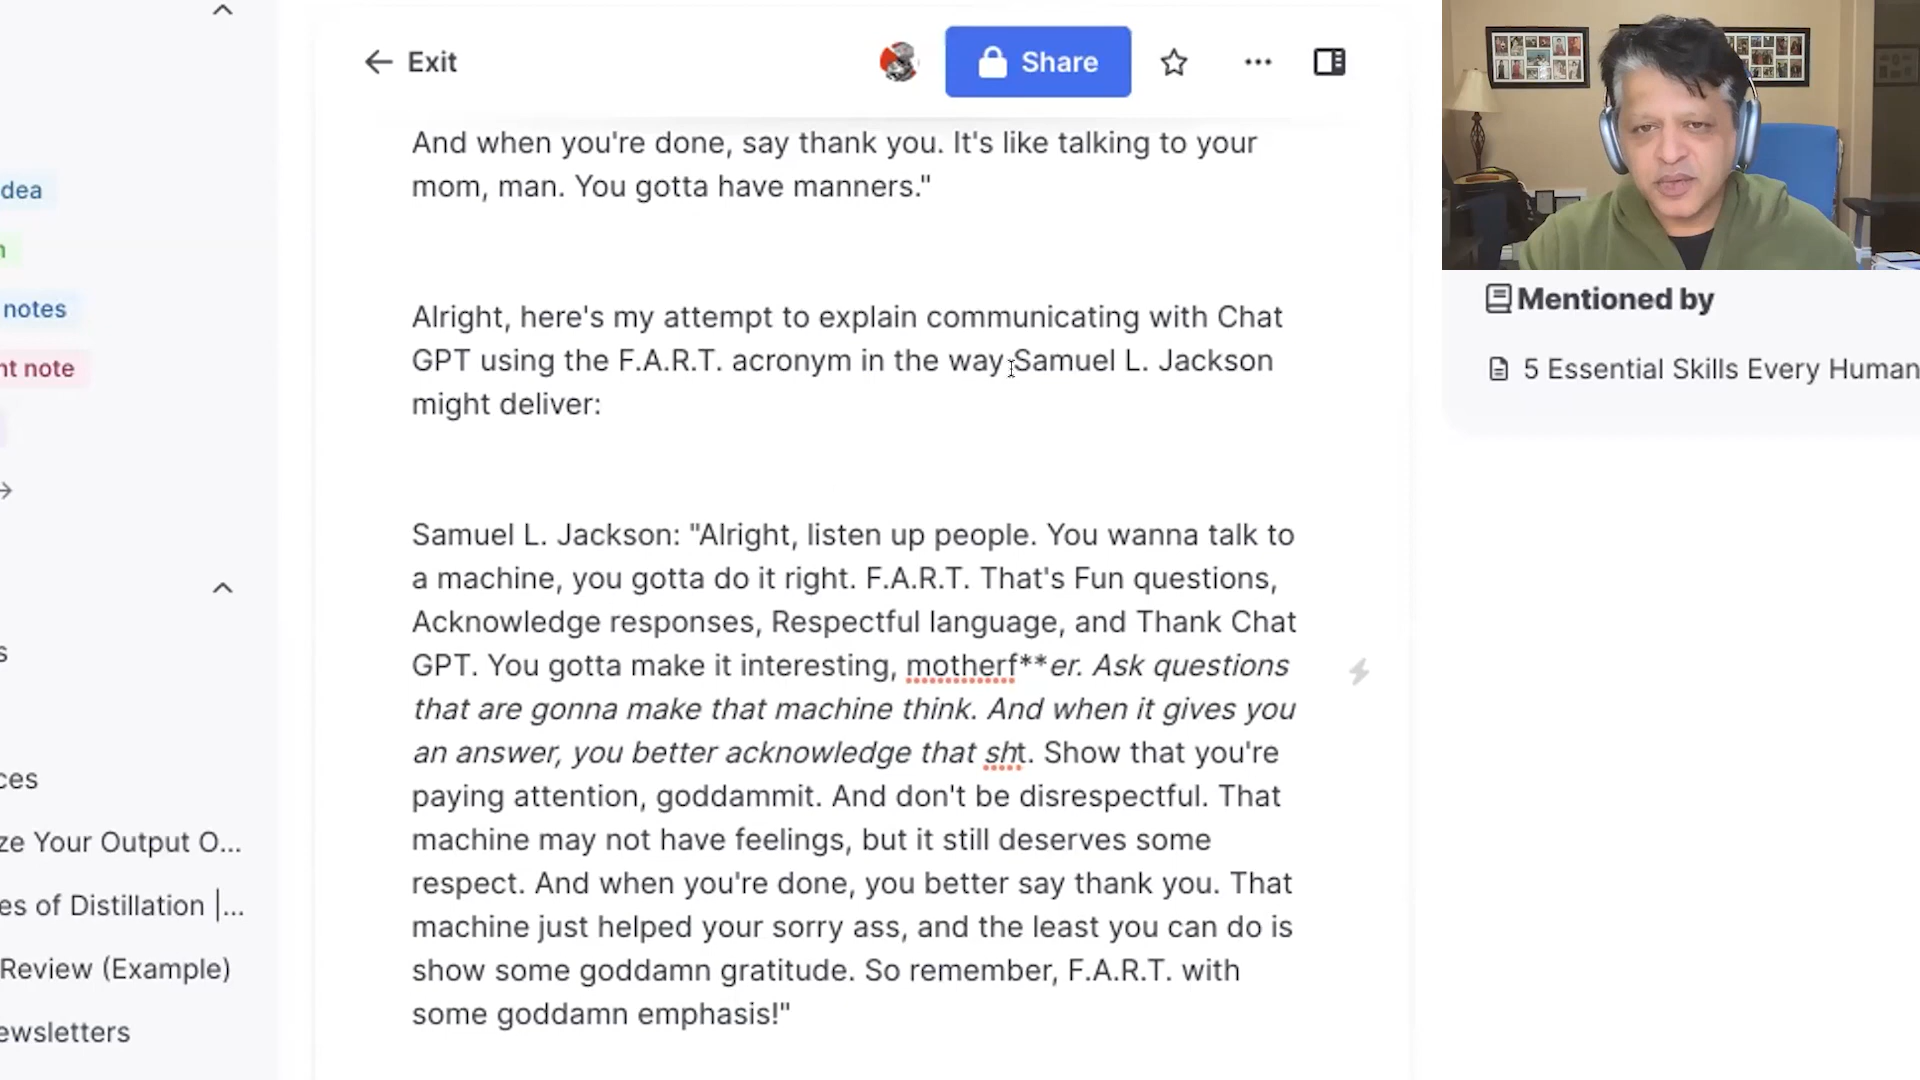 Exit
Share
And when you're done, say thank you. It's like talking to your
mom, man. You gotta have manners."
Alright, here's my attempt to explain communicating with Chat
GPT using the F.A.R.T. acronym in the way Samuel L. Jackson
might deliver:
Samuel L. Jackson: "Alright, listen up people. You wanna talk to
a machine, you gotta do it right. F.A.R.T. That's Fun questions,
Acknowledge responses, Respectful language, and Thank Chat
GPT. You gotta make it interesting, motherf**er. Ask questions
that are gonna make that machine think. And when it gives you
an answer, you better acknowledge that sht. Show that you're
paying attention, goddammit. And don't be disrespectful. That
machine may not have feelings, but it still deserves some
respect. And when you're done, you better say thank you. That
machine just helped your sorry ass, and the least you can do is
show some goddamn gratitude. So remember, F.A.R.T. with
some goddamn emphasis!"
dea
n
notes
nt note
s
ces
ze Your Output O...
es of Distillation |...
Review (Example)
ewsletters
Mentioned by
5 Essential Skills Every Human